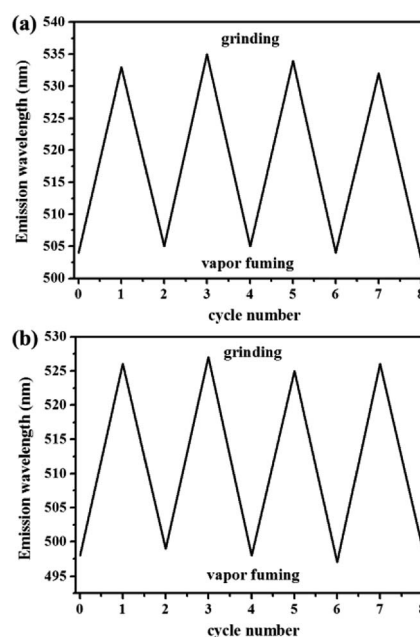 (a)
540
grinding
535
530
525
520
515
510
505
500
vapor fuming
Emission wavelength (nm)
0 1 2 3 4 5 6 7 8
cycle number
(b)
530
grinding
525
520
515
510
505
500
495
vapor fuming
Emission wavelength (nm)
0 1 2 3 4 5 6 7 8
cycle number